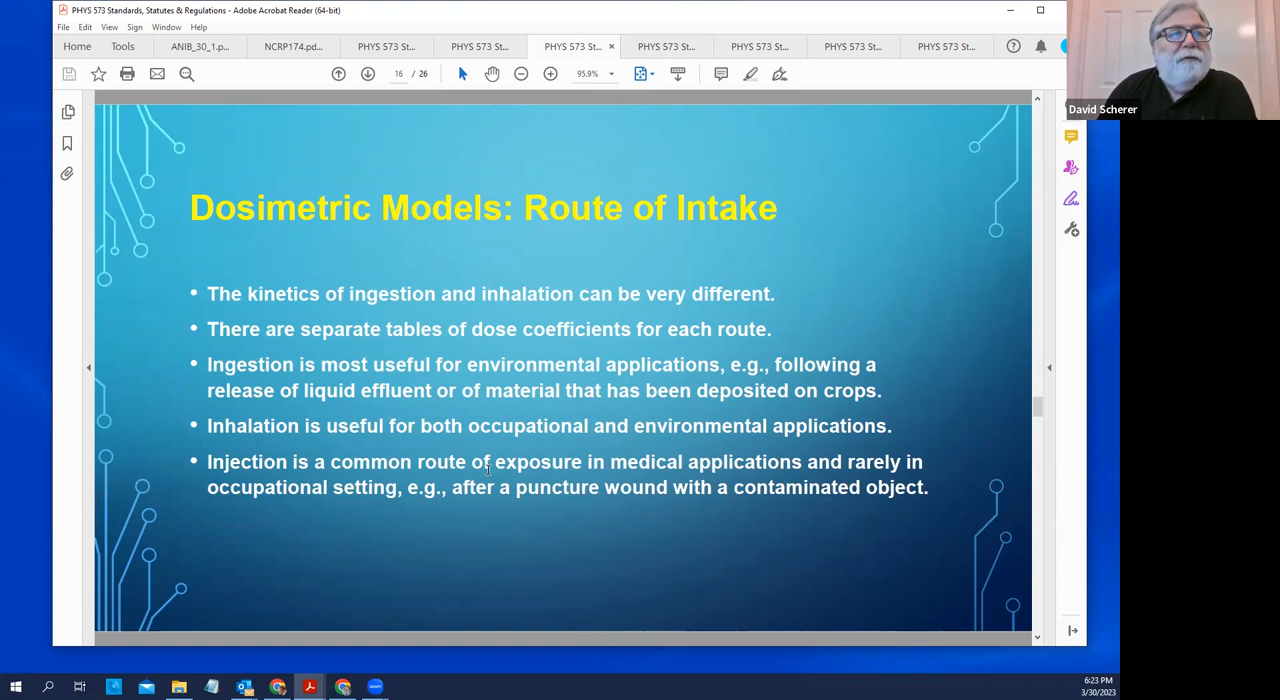 PHYS 573 Standards, Statutes & Regulations - Adobe Acrobat Reader (64-bit)
File Edit View Sign Window Help
Home Tools ANIB_30_1.p... NCRP174.pd... PHYS 573 St... PHYS 573 St... PHYS 573 St... × PHYS 573 St... PHYS 573 St... PHYS 573 St... PHYS 573 St...
16 / 26 95.9%
David Scherer
Dosimetric Models: Route of Intake
• The kinetics of ingestion and inhalation can be very different.
• There are separate tables of dose coefficients for each route.
• Ingestion is most useful for environmental applications, e.g., following a
release of liquid effluent or of material that has been deposited on crops.
• Inhalation is useful for both occupational and environmental applications.
• Injection is a common route of exposure in medical applications and rarely in
occupational setting, e.g., after a puncture wound with a contaminated object.
zoom
6:23 PM
3/30/2023